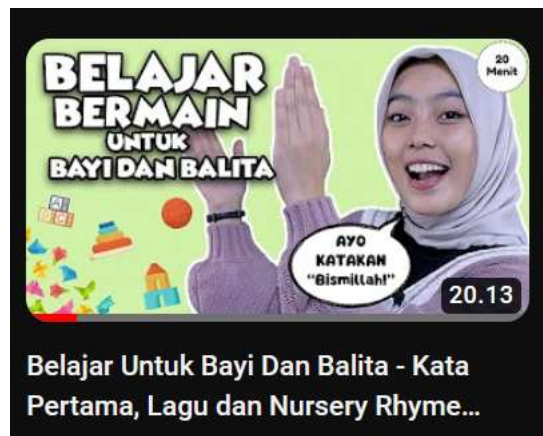 BELAJAR
BERMAIN
UNTUK
BAYI DAN BALITA
20
Menit
A
B
C
AYO
KATAKAN
"Bismillah!"
20.13
Belajar Untuk Bayi Dan Balita - Kata
Pertama, Lagu dan Nursery Rhyme...